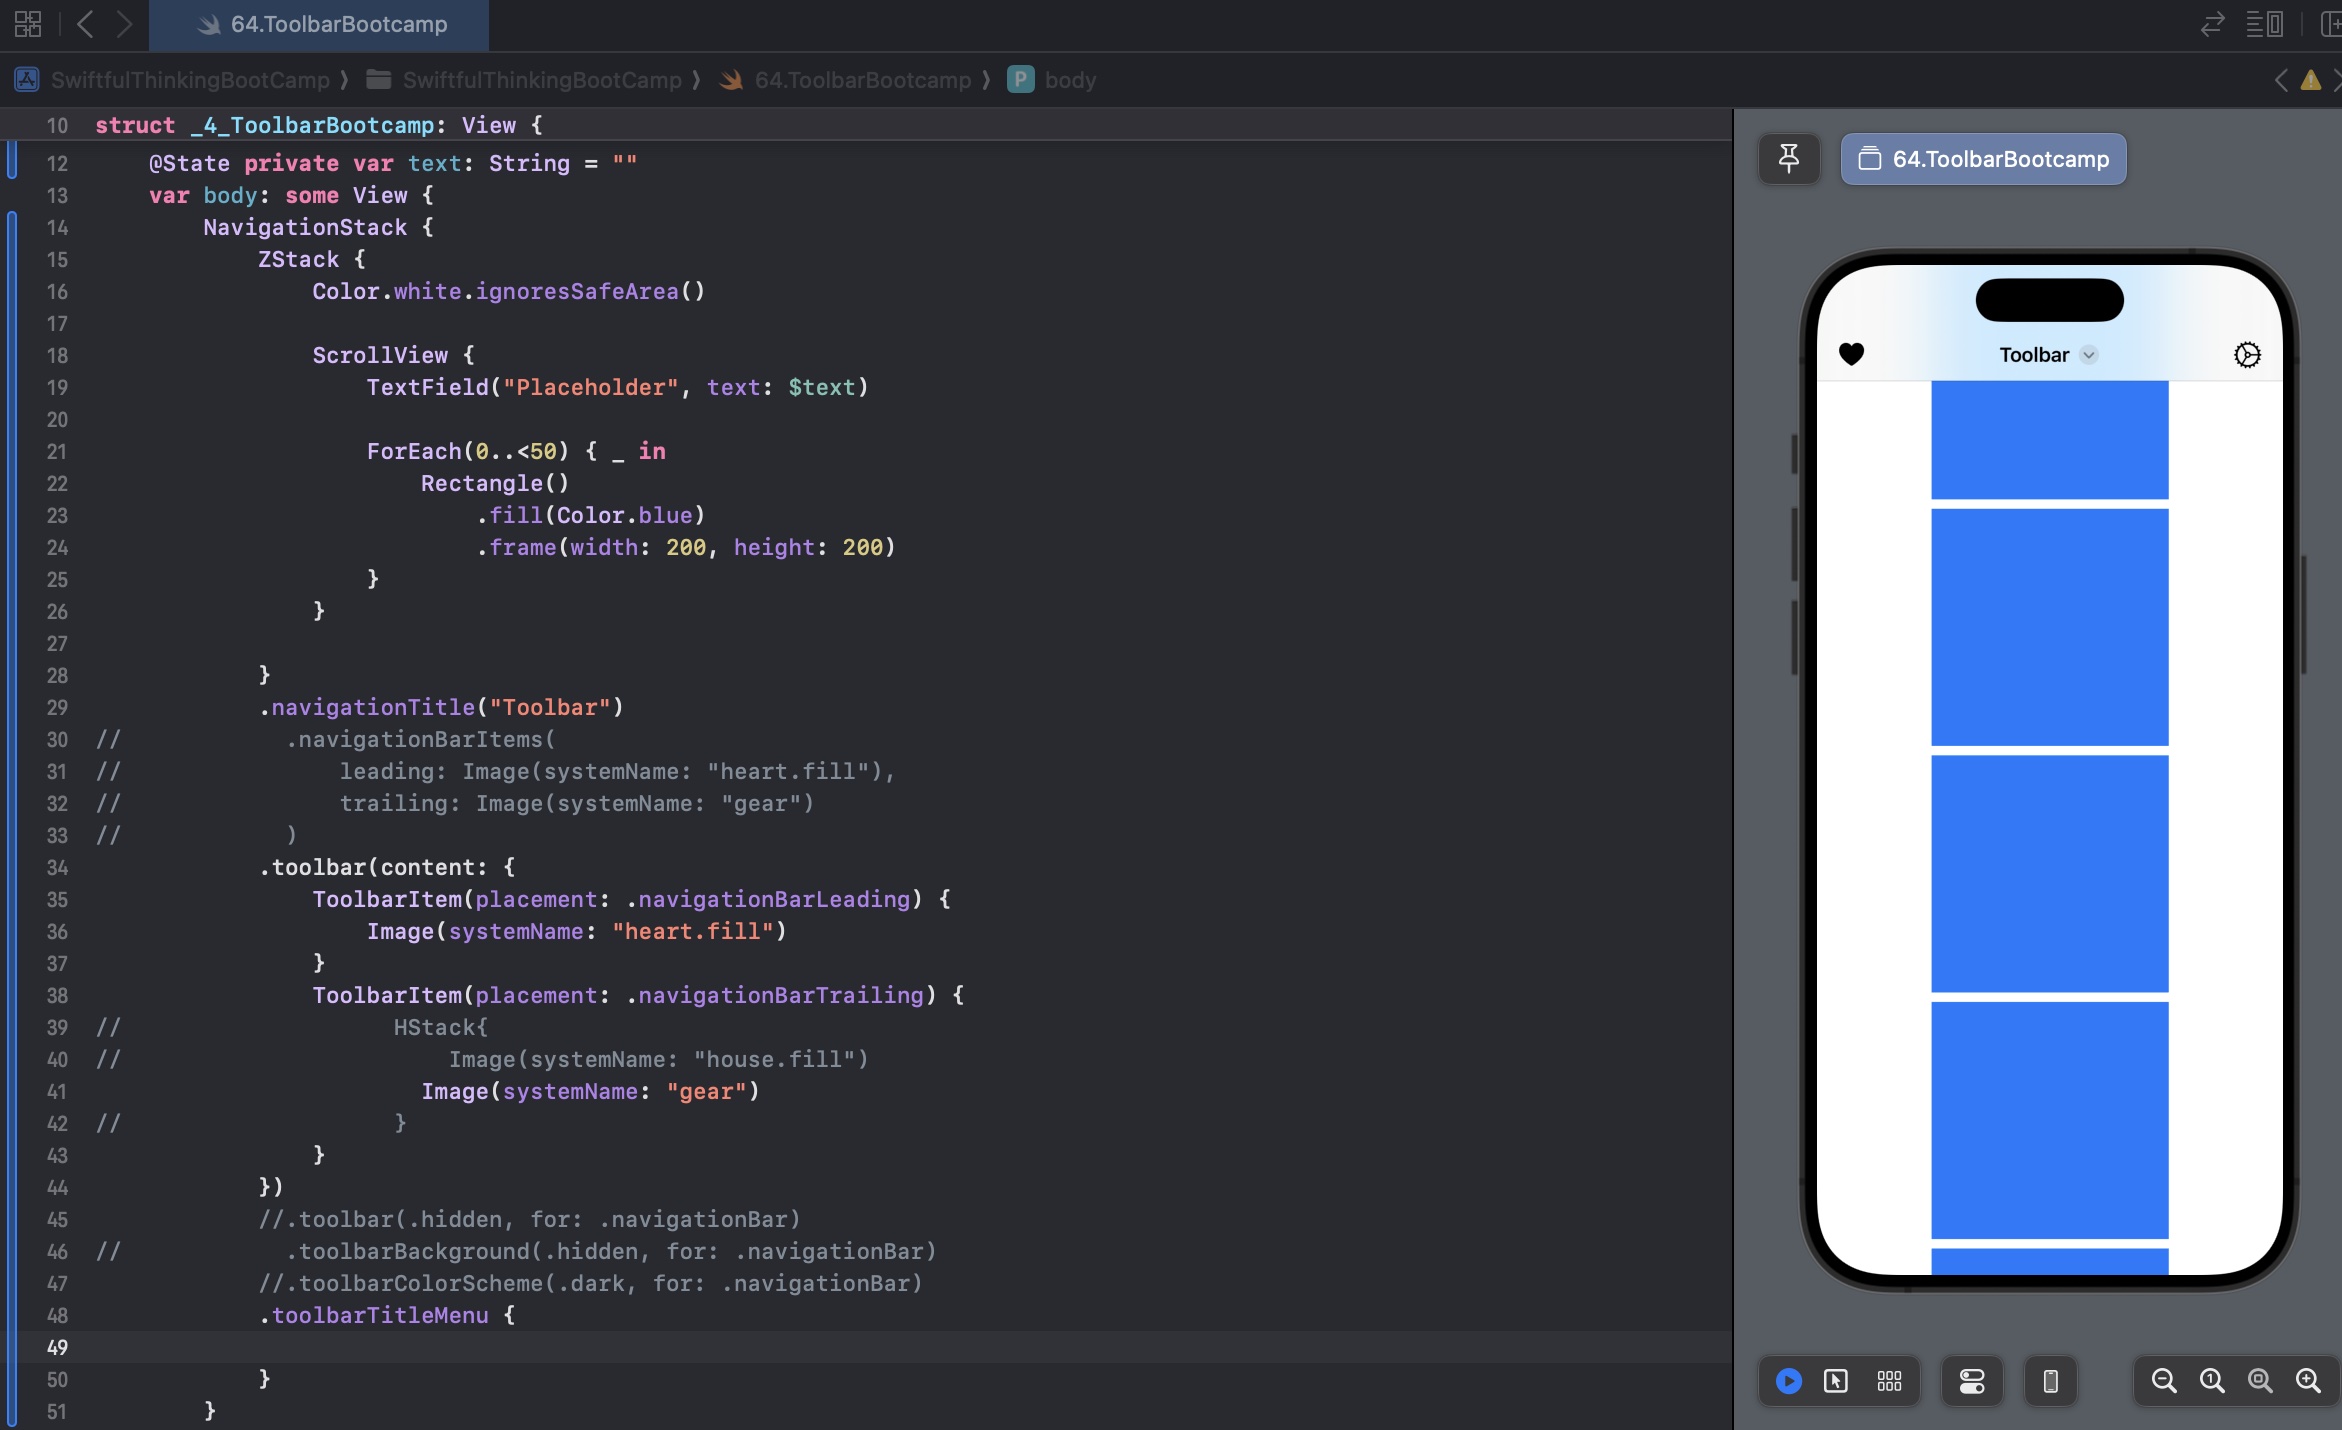 64.ToolbarBootcamp
SwiftfulThinkingBootCamp ❭ SwiftfulThinkingBootCamp ❭ 64.ToolbarBootcamp ❭ P body
10 struct _4_ToolbarBootcamp: View {
12     @State private var text: String = ""
13     var body: some View {
14         NavigationStack {
15             ZStack {
16                 Color.white.ignoresSafeArea()
17
18                 ScrollView {
19                     TextField("Placeholder", text: $text)
20
21                     ForEach(0..<50) { _ in
22                         Rectangle()
23                             .fill(Color.blue)
24                             .frame(width: 200, height: 200)
25                     }
26                 }
27
28             }
29             .navigationTitle("Toolbar")
30 //            .navigationBarItems(
31 //                leading: Image(systemName: "heart.fill"),
32 //                trailing: Image(systemName: "gear")
33 //            )
34             .toolbar(content: {
35                 ToolbarItem(placement: .navigationBarLeading) {
36                     Image(systemName: "heart.fill")
37                 }
38                 ToolbarItem(placement: .navigationBarTrailing) {
39 //                    HStack{
40 //                        Image(systemName: "house.fill")
41                         Image(systemName: "gear")
42 //                    }
43                 }
44             })
45             //.toolbar(.hidden, for: .navigationBar)
46 //            .toolbarBackground(.hidden, for: .navigationBar)
47             //.toolbarColorScheme(.dark, for: .navigationBar)
48             .toolbarTitleMenu {
49
50             }
51         }
64.ToolbarBootcamp
Toolbar